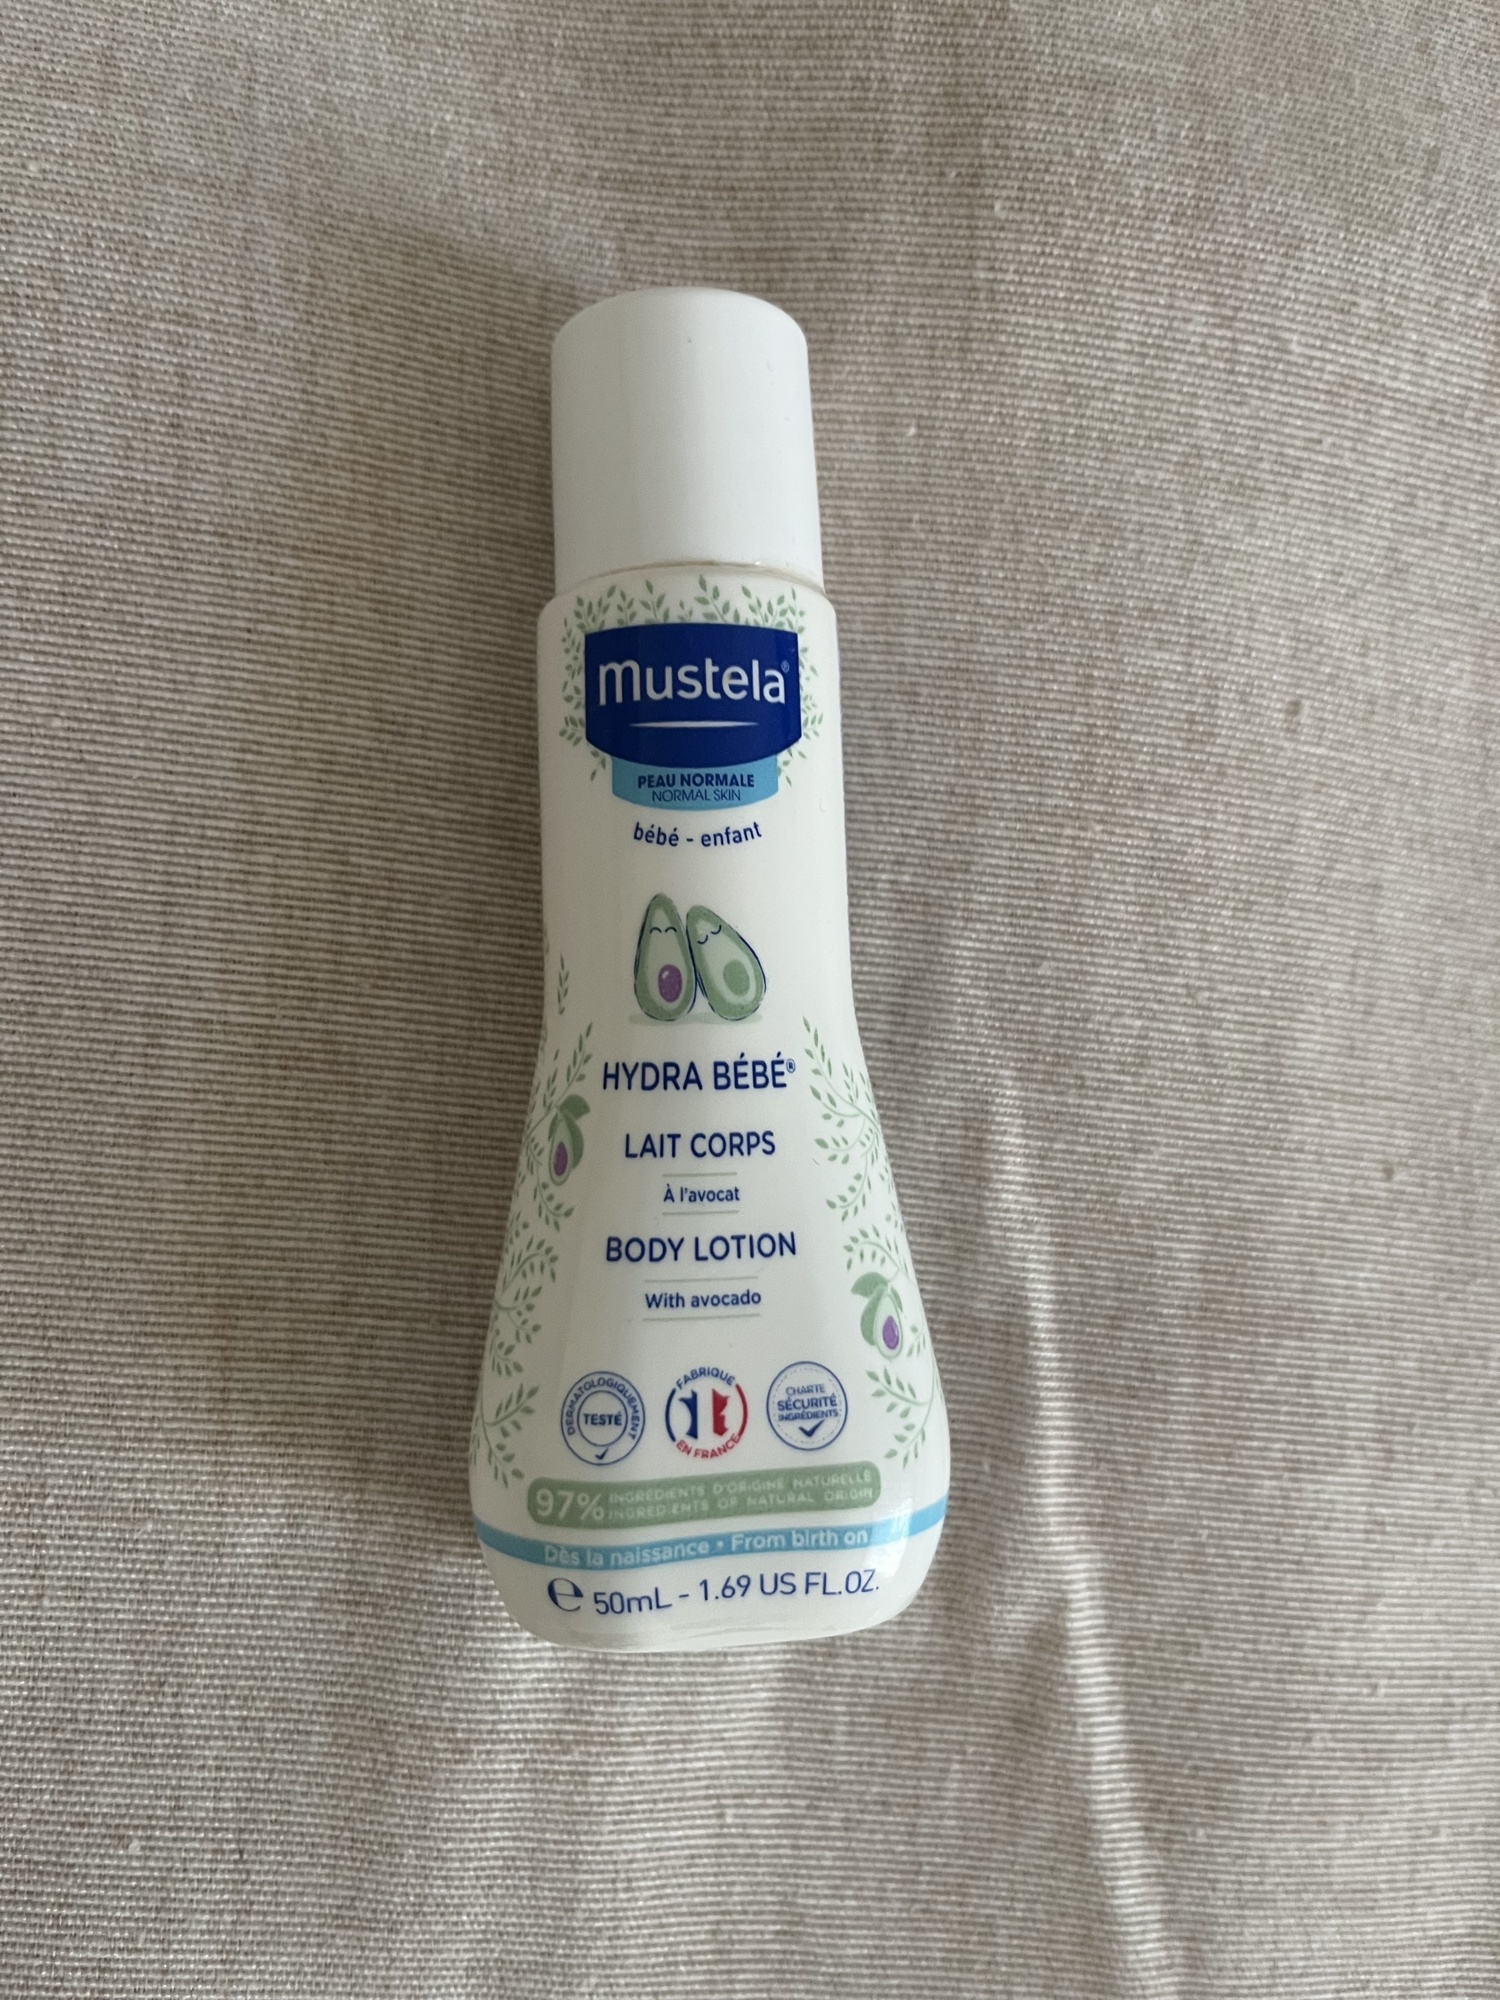 mustela®
PEAU NORMALE
NORMAL SKIN
bébé - enfant
HYDRA BÉBÉ®
LAIT CORPS
À l'avocat
BODY LOTION
With avocado
DERMATOLOGIQUEMENT
TESTÉ
FABRIQUÉ
EN FRANCE
CHARTE
SÉCURITÉ
INGRÉDIENTS
97% INGRÉDIENTS D'ORIGINE NATURELLE
INGREDIENTS OF NATURAL ORIGIN
Dès la naissance • From birth on
℮ 50mL - 1.69 US FL.OZ.